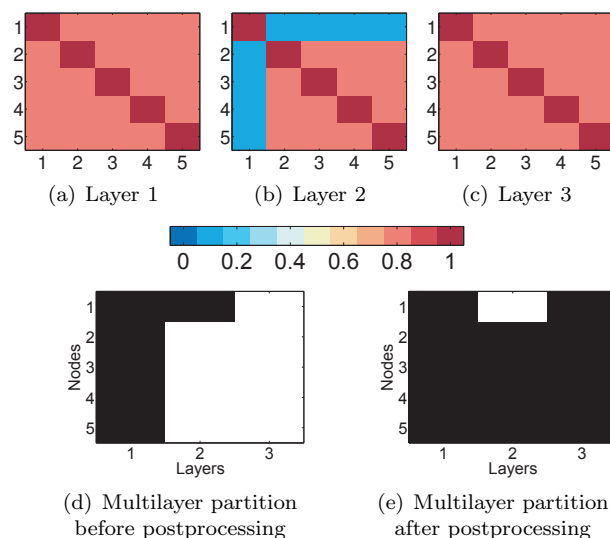 1
2
3
4
5
1 2 3 4 5
(a) Layer 1
1
2
3
4
5
1 2 3 4 5
(b) Layer 2
1
2
3
4
5
1 2 3 4 5
(c) Layer 3
0 0.2 0.4 0.6 0.8 1
Nodes
1
2
3
4
5
1 2 3
Layers
(d) Multilayer partition
before postprocessing
Nodes
1
2
3
4
5
1 2 3
Layers
(e) Multilayer partition
after postprocessing